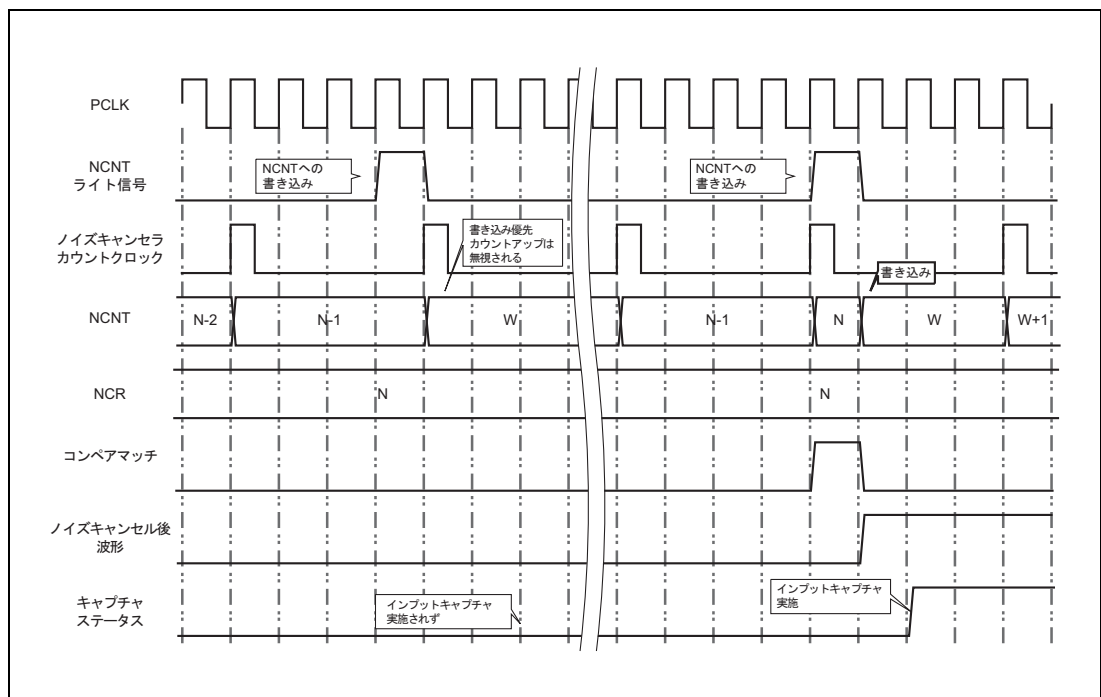 PCLK
NCNT
ライト信号
NCNTへの
書き込み
NCNTへの
書き込み
ノイズキャンセラ
カウントクロック
書き込み優先
カウントアップは
無視される
書き込み
NCNT
N-2
N-1
W
N-1
N
W
W+1
NCR
N
N
コンペアマッチ
ノイズキャンセル後
波形
キャプチャ
ステータス
インプットキャプチャ
実施されず
インプットキャプチャ
実施